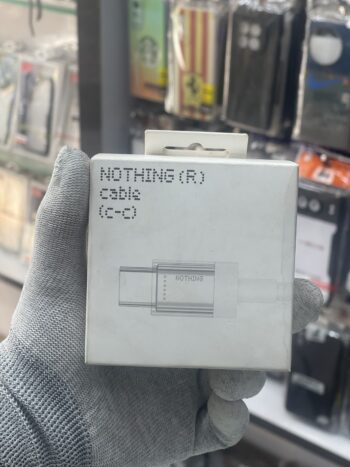 NOTHING (R)
cable
(c-c)
NOTHING